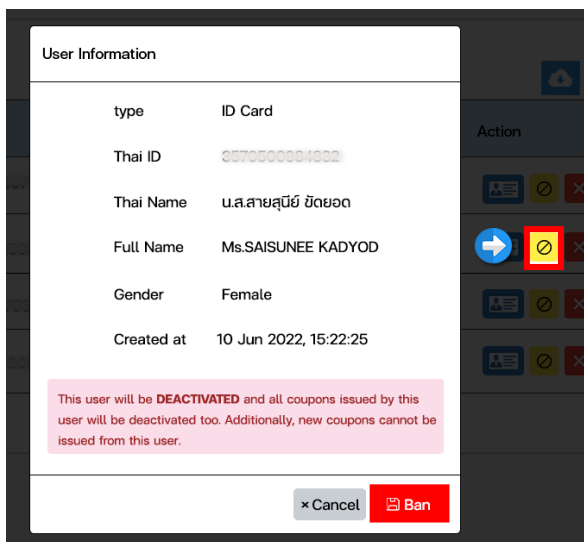 User Information
Action
type ID Card
Thai ID
Thai Name น.ส.สายสุนีย์ ขัดยอด
Full Name Ms.SAISUNEE KADYOD
Gender Female
Created at 10 Jun 2022, 15:22:25
This user will be DEACTIVATED and all coupons issued by this
user will be deactivated too. Additionally, new coupons cannot be
issued from this user.
× Cancel Ban